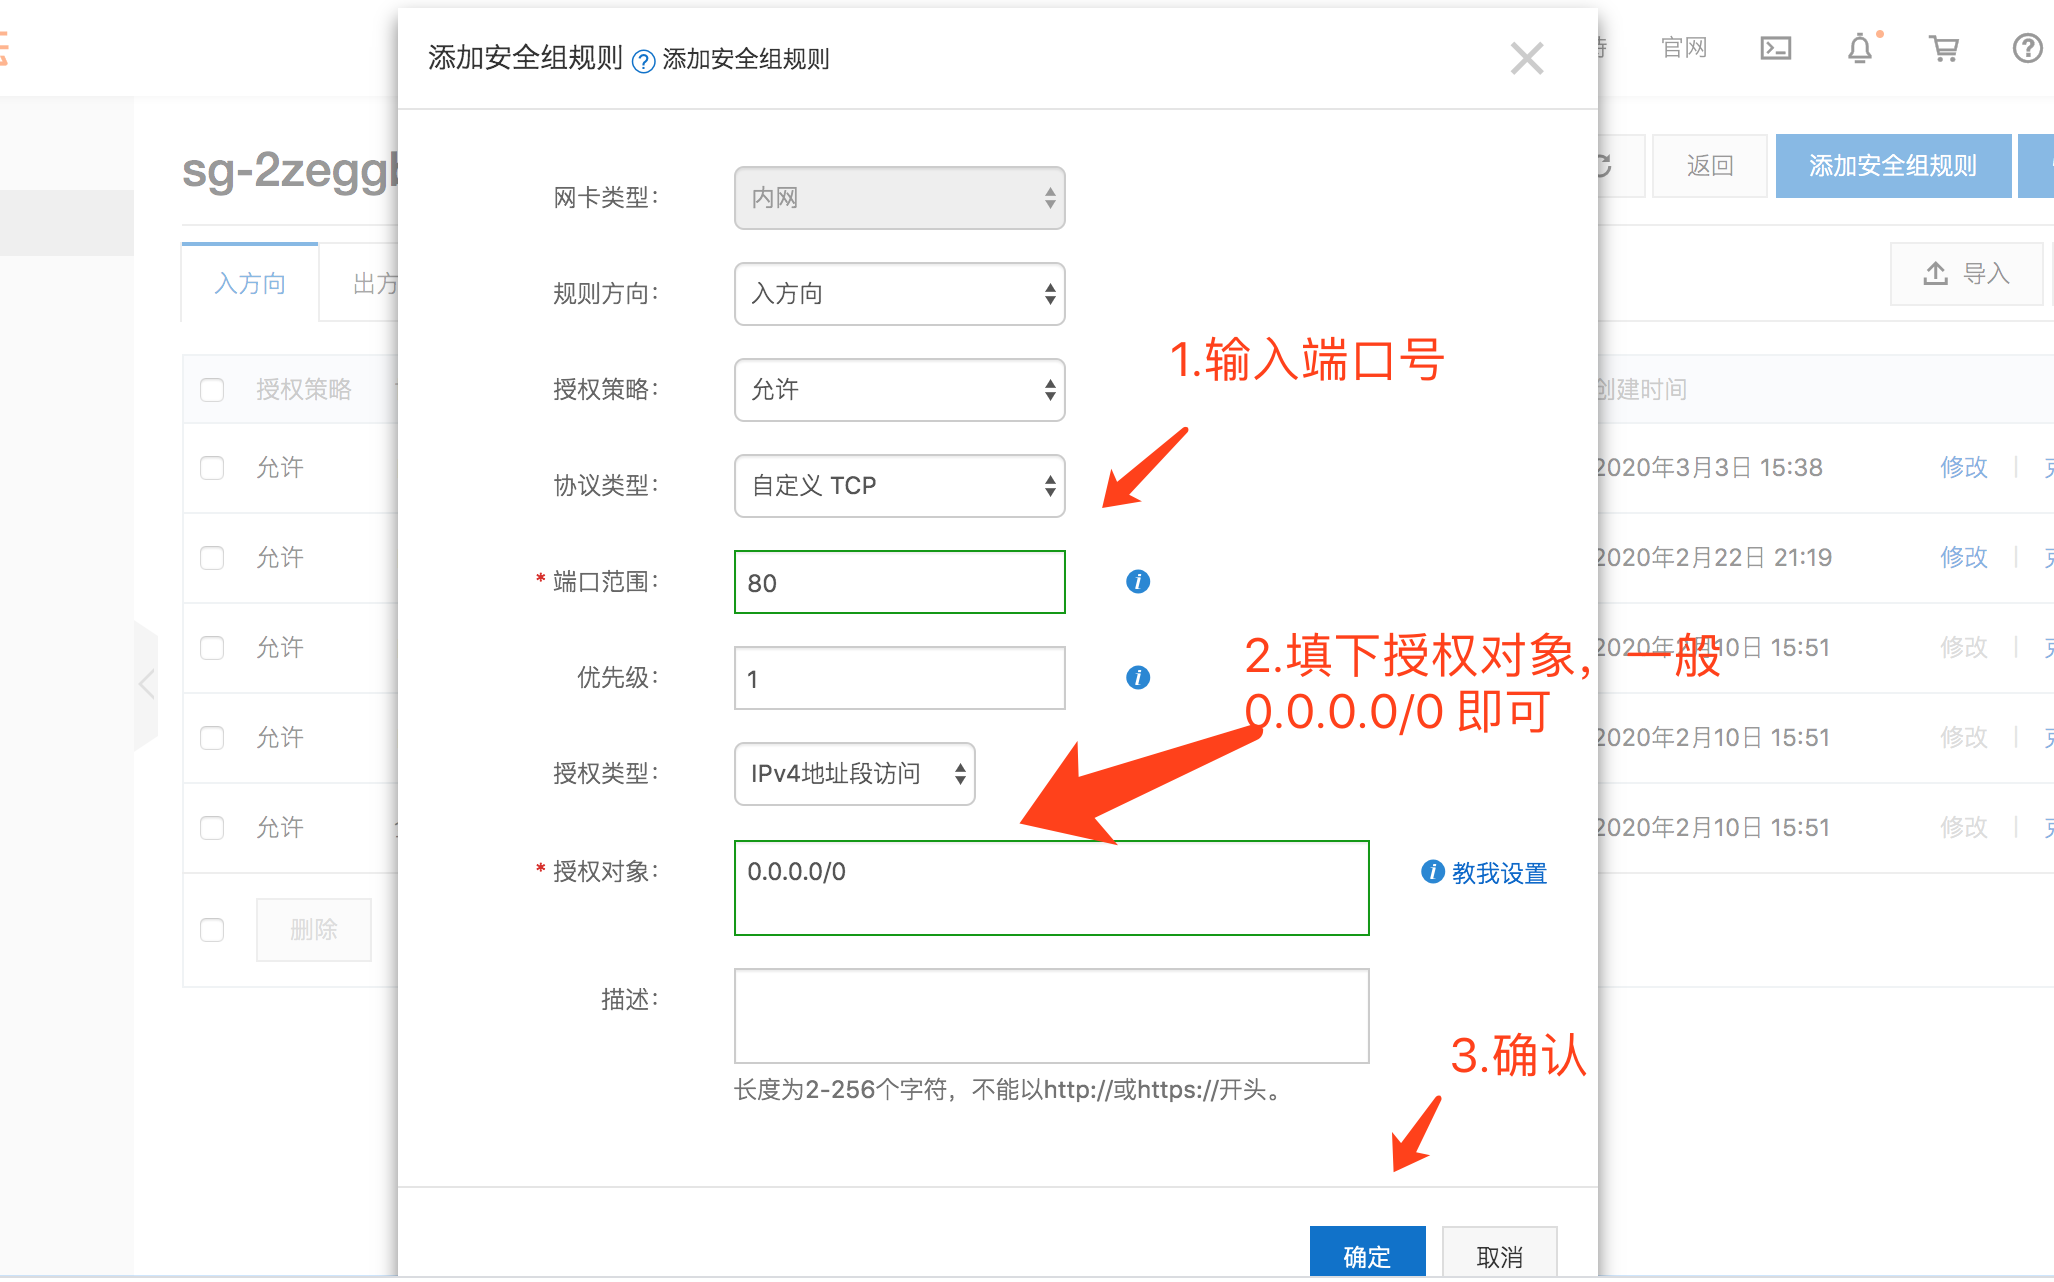 添加安全组规则 ? 添加安全组规则
官网
sg-2zeggb
返回
添加安全组规则
入方向
出方
导入
网卡类型：
内网
规则方向：
入方向
授权策略：
允许
协议类型：
自定义 TCP
* 端口范围：
80
优先级：
1
授权类型：
IPv4地址段访问
* 授权对象：
0.0.0.0/0
教我设置
描述：
长度为2-256个字符，不能以http://或https://开头。
确定
取消
1.输入端口号
2.填下授权对象，一般
0.0.0.0/0 即可
3.确认
授权策略
创建时间
允许
2020年3月3日 15:38
修改
允许
2020年2月22日 21:19
修改
允许
2020年2月10日 15:51
修改
允许
2020年2月10日 15:51
修改
允许
2020年2月10日 15:51
修改
删除